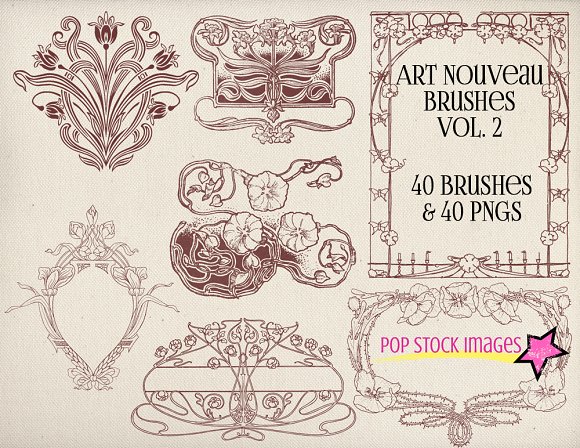 ART NOUVEAU
BRUSHES
VOL. 2
40 BRUSHES
& 40 PNGS
POP STOCK IMAGES